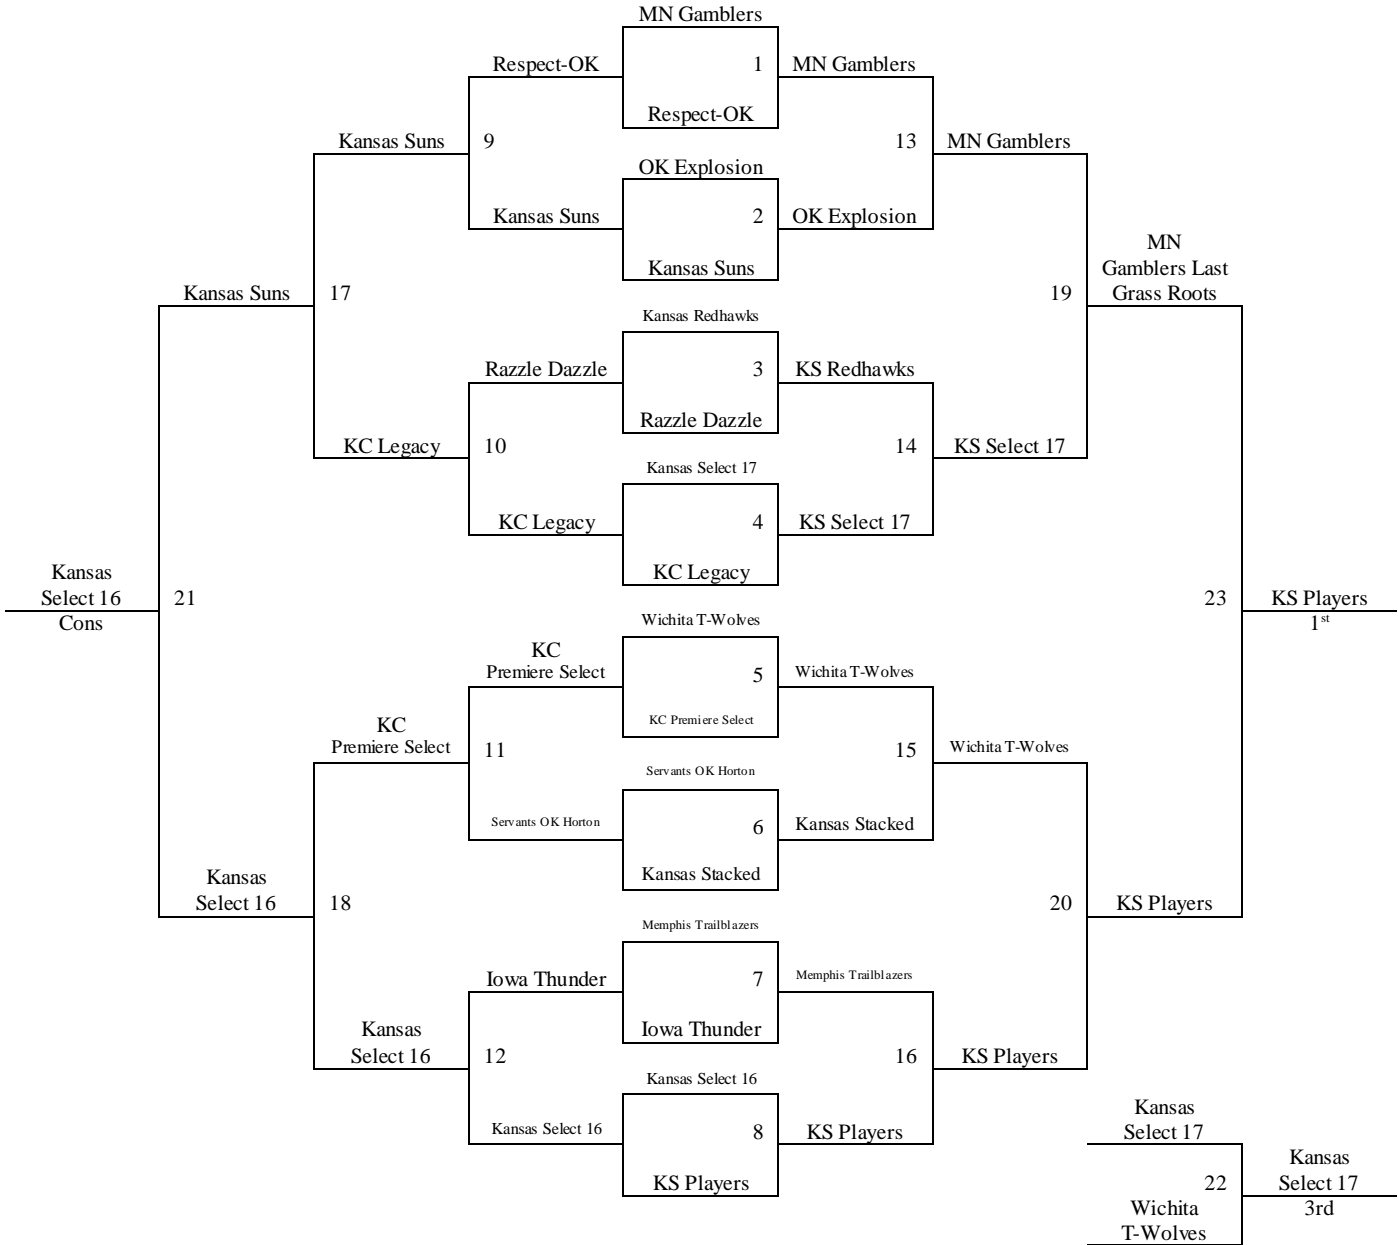 MN Gamblers
Respect-OK
1
MN Gamblers
Respect-OK
Kansas Suns
9
13
MN Gamblers
OK Explosion
Kansas Suns
2
OK Explosion
Kansas Suns
MN
Gamblers Last
Grass Roots
Kansas Suns
17
19
Kansas Redhawks
Razzle Dazzle
3
KS Redhawks
Razzle Dazzle
KC Legacy
10
14
KS Select 17
Kansas Select 17
KC Legacy
4
KS Select 17
KC Legacy
Kansas
Select 16
Cons
21
23
KS Players
1st
Wichita T-Wolves
KC
Premiere Select
5
Wichita T-Wolves
KC Premiere Select
KC
Premiere Select
11
15
Wichita T-Wolves
Servants OK Horton
Servants OK Horton
6
Kansas Stacked
Kansas Stacked
Kansas
Select 16
18
20
KS Players
Memphis Trailblazers
Iowa Thunder
7
Memphis Trailblazers
Iowa Thunder
Kansas
Select 16
12
16
KS Players
Kansas Select 16
Kansas Select 16
8
KS Players
KS Players
Kansas
Select 17
22
Wichita
T-Wolves
Kansas
Select 17
3rd